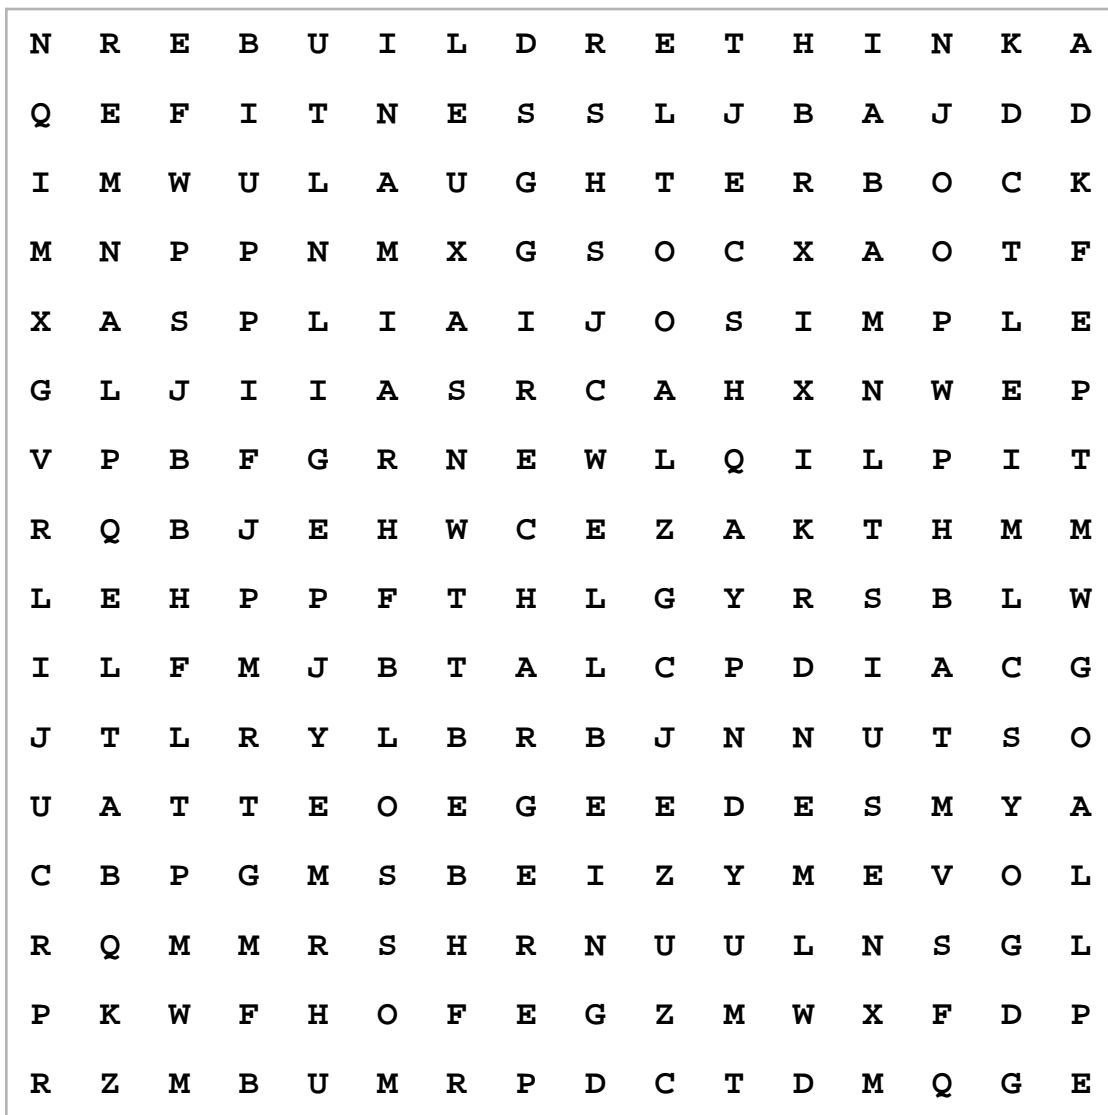 N R E B U I L D R E T H I N K A
Q E F I T N E S S L J B A J D D
I M W U L A U G H T E R B O C K
M N P P N M X G S O C X A O T F
X A S P L I A I J O S I M P L E
G L J I I A S R C A H X N W E P
V P B F G R N E W L Q I L P I T
R Q B J E H W C E Z A K T H M M
L E H P P F T H L G Y R S B L W
I L F M J B T A L C P D I A C G
J T L R Y L B R B J N N U T S O
U A T T E O E G E E D E S M Y A
C B P G M S B E I Z Y M E V O L
R Q M M R S H R N U U L N S G L
P K W F H O F E G Z M W X F D P
R Z M B U M R P D C T D M Q G E